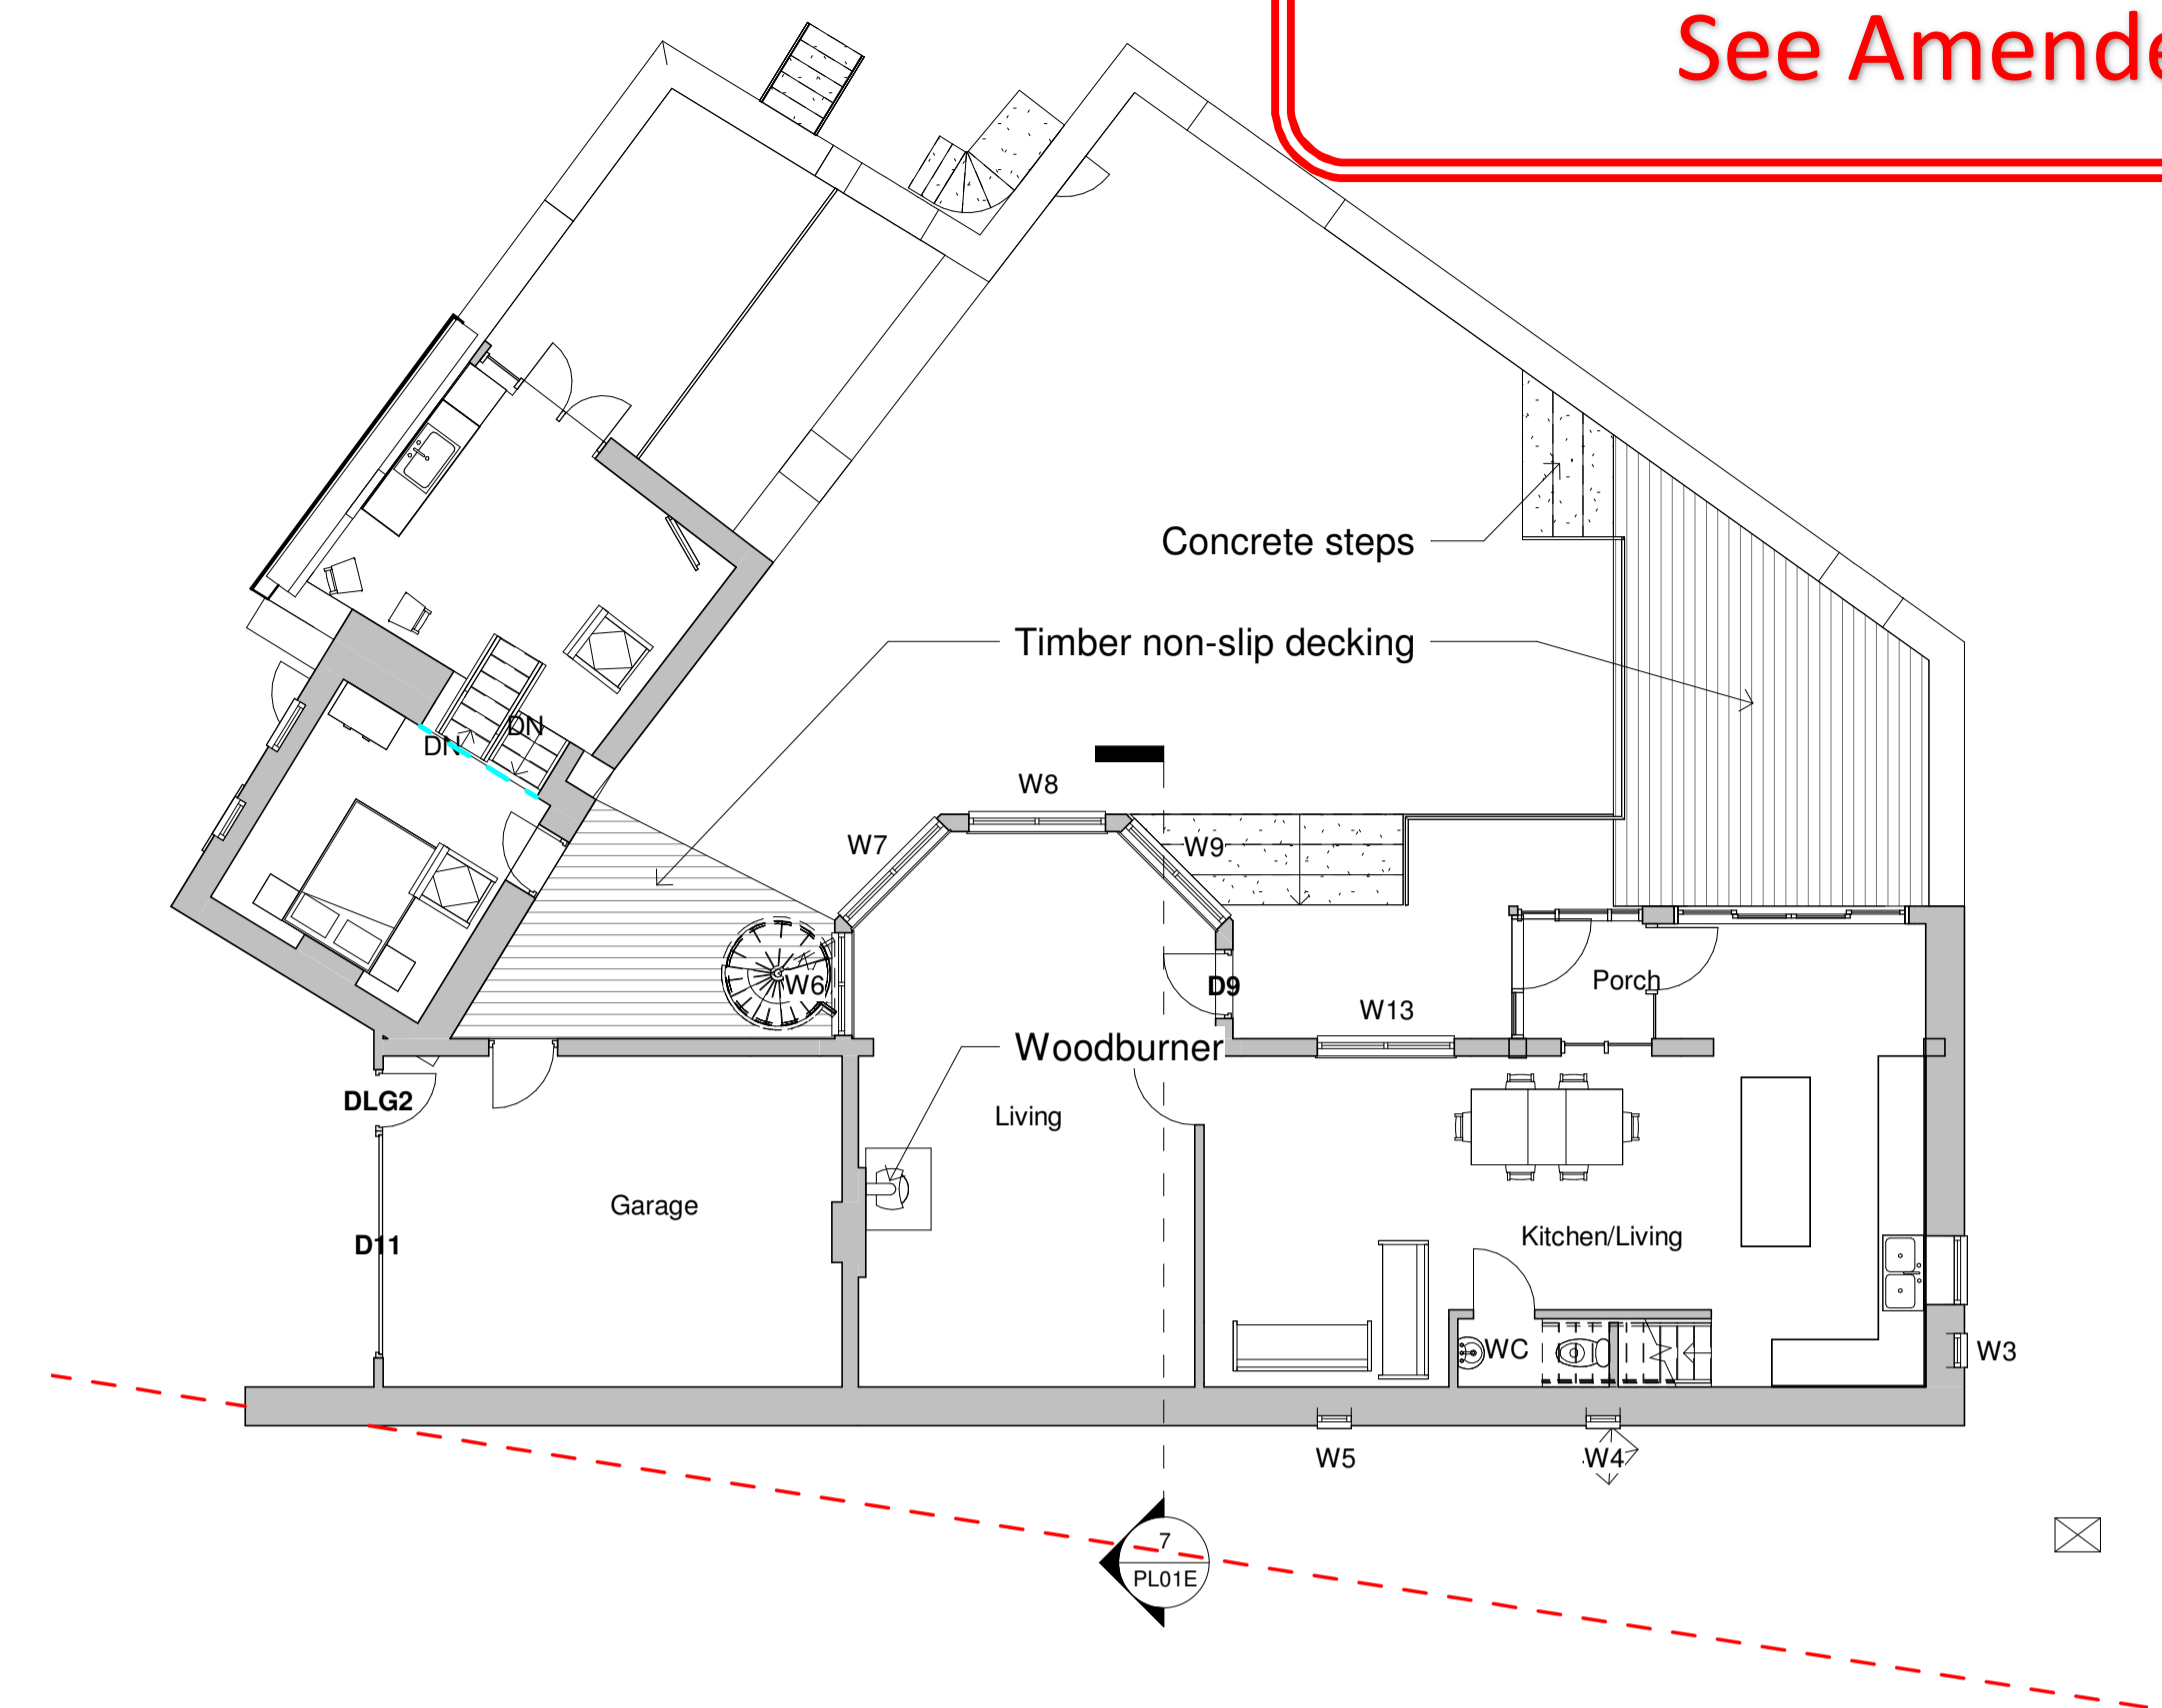 See Amende
Concrete steps
Timber non-slip decking
DN
DN
W8
W7
W9
W6
D9
Porch
W13
Woodburner
DLG2
Living
Garage
D11
Kitchen/Living
WC
W3
W5
W4
7
PL01E